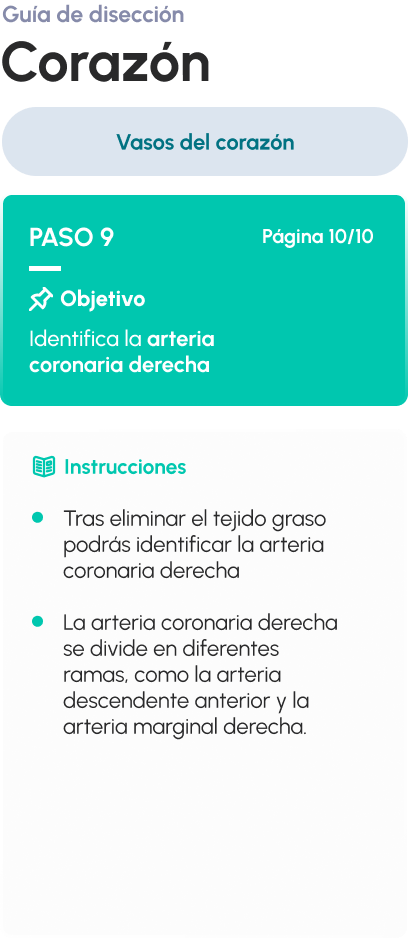 Guía de disección
Corazón
Vasos del corazón
PASO 9
Página 10/10
Objetivo
Identifica la arteria
coronaria derecha
Instrucciones
Tras eliminar el tejido graso
podrás identificar la arteria
coronaria derecha
La arteria coronaria derecha
se divide en diferentes
ramas, como la arteria
descendente anterior y la
arteria marginal derecha.